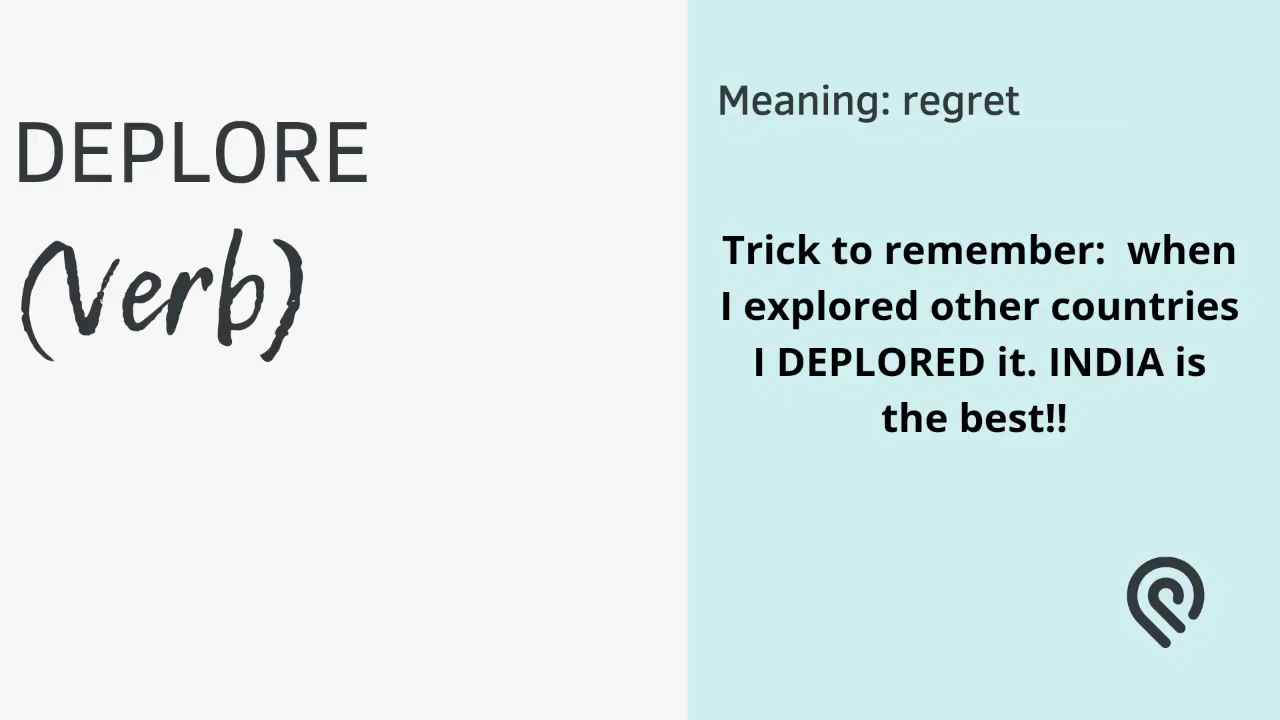 DEPLORE
(Verb)
Meaning: regret
Trick to remember:  when
I explored other countries
I DEPLORED it. INDIA is
the best!!